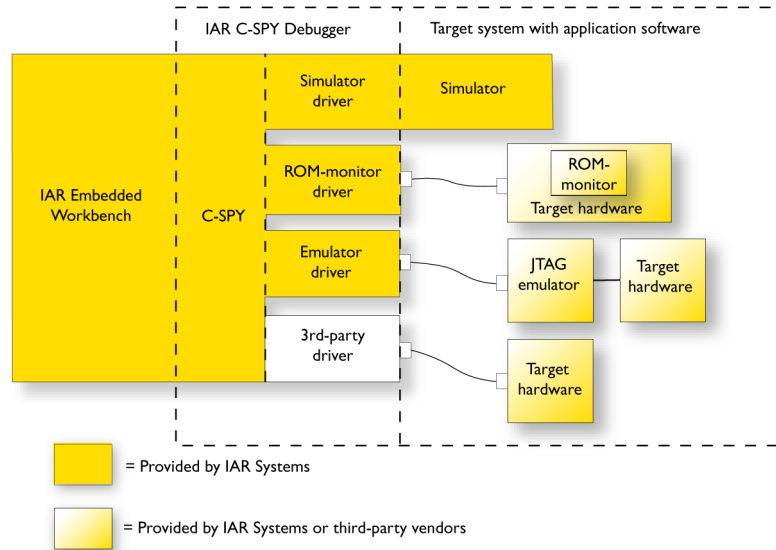 IAR C-SPY Debugger
Target system with application software
Simulator
driver
Simulator
IAR Embedded
Workbench
C-SPY
ROM-monitor
driver
ROM-
monitor
Target hardware
Emulator
driver
JTAG
emulator
Target
hardware
3rd-party
driver
Target
hardware
= Provided by IAR Systems
= Provided by IAR Systems or third-party vendors